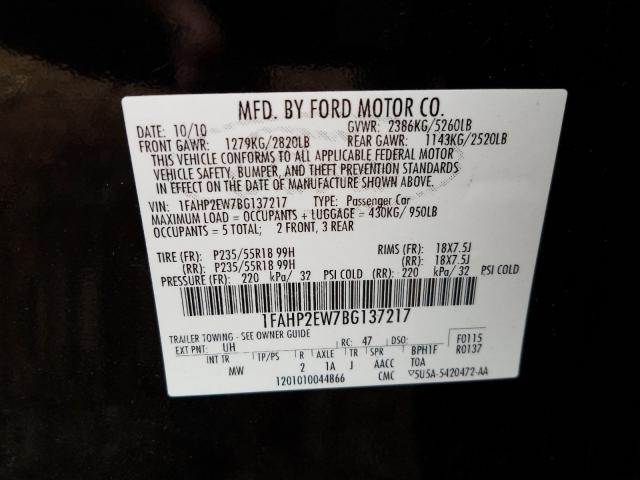 MFD. BY FORD MOTOR CO.
DATE: 10/10 GVWR: 2386KG/5260LB
FRONT GAWR: 1279KG/2820LB REAR GAWR: 1143KG/2520LB
THIS VEHICLE CONFORMS TO ALL APPLICABLE FEDERAL MOTOR
VEHICLE SAFETY, BUMPER, AND THEFT PREVENTION STANDARDS
IN EFFECT ON THE DATE OF MANUFACTURE SHOWN ABOVE.
VIN: 1FAHP2EW7BG137217 TYPE: Passenger Car
MAXIMUM LOAD = OCCUPANTS + LUGGAGE = 430KG/ 950LB
OCCUPANTS = 5 TOTAL; 2 FRONT, 3 REAR
TIRE (FR): P235/55R18 99H RIMS (FR): 18X7.5J
(RR): P235/55R18 99H (RR): 18X7.5J
PRESSURE (FR): 220 kPa/ 32 PSI COLD (RR): 220 kPa/ 32 PSI COLD
1FAHP2EW7BG137217
TRAILER TOWING - SEE OWNER GUIDE
EXT PNT: UH RC: 47 DSO: F0115
INT TR TP/PS R AXLE TR SPR BPH1F R0137
MW 2 1A J AACC TOA
1201010044866 CMC ▽5U5A-5420472-AA